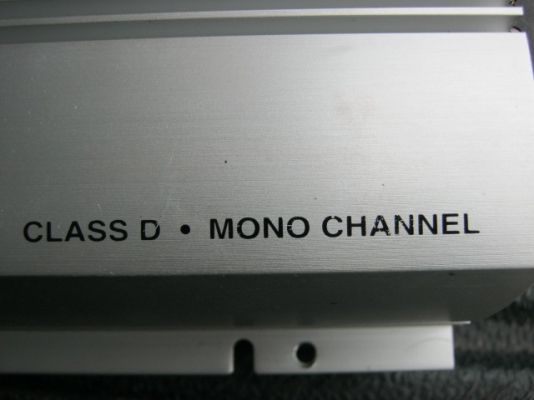 CLASS D • MONO CHANNEL